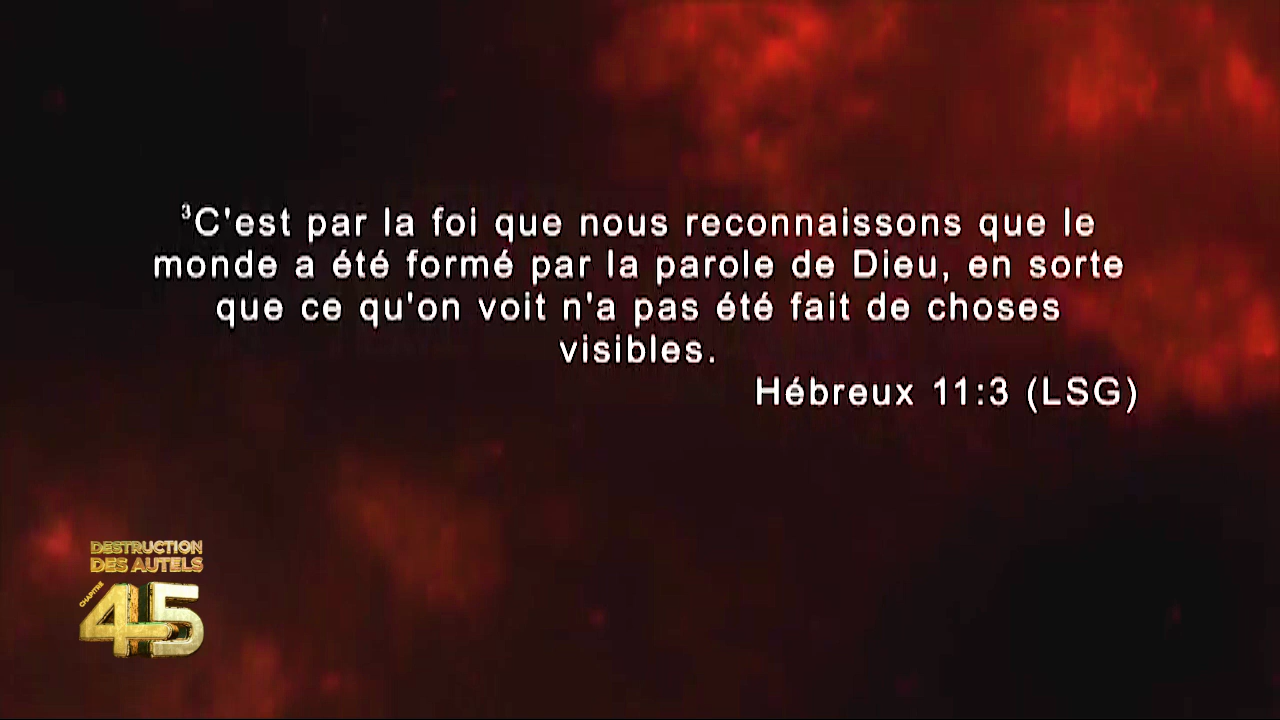 ³C'est par la foi que nous reconnaissons que le
monde a été formé par la parole de Dieu, en sorte
que ce qu'on voit n'a pas été fait de choses
visibles.
Hébreux 11:3 (LSG)
DESTRUCTION
DES AUTELS
CHAPITRE
45